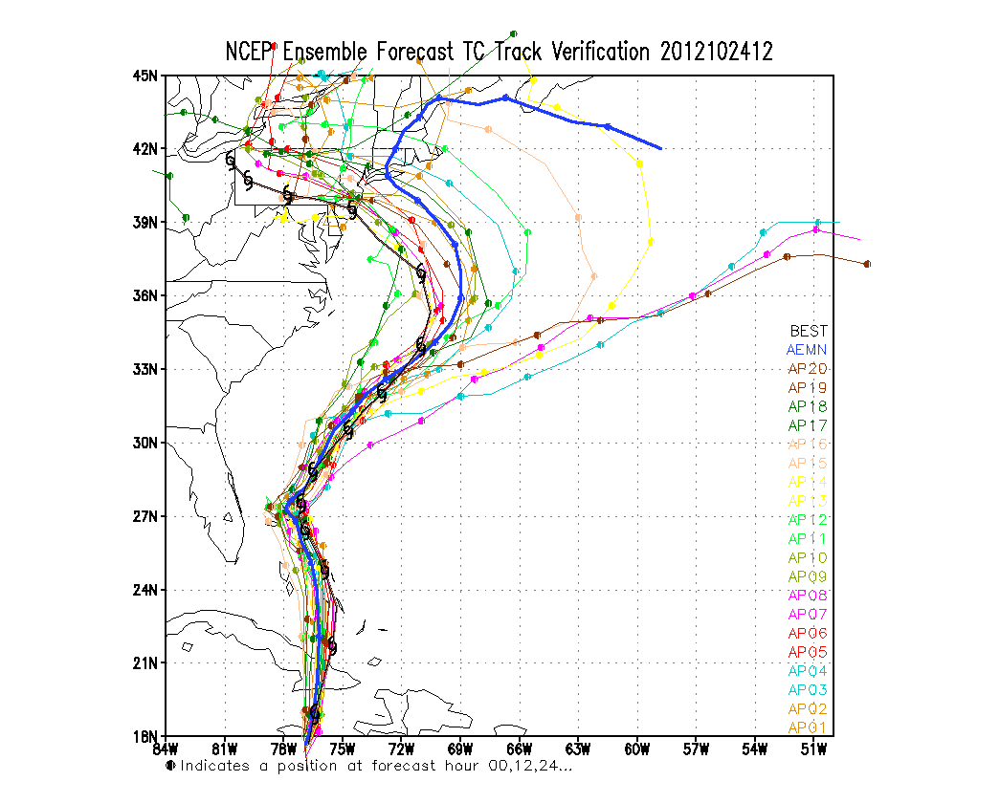 NCEP Ensemble Forecast TC Track Verification 2012102412
45N
42N
39N
36N
33N
30N
27N
24N
21N
18N
84W 81W 78W 75W 72W 69W 66W 63W 60W 57W 54W 51W
BEST
AEMN
AP20
AP19
AP18
AP17
AP16
AP15
AP14
AP13
AP12
AP11
AP10
AP09
AP08
AP07
AP06
AP05
AP04
AP03
AP02
AP01
Indicates a position at forecast hour 00,12,24...